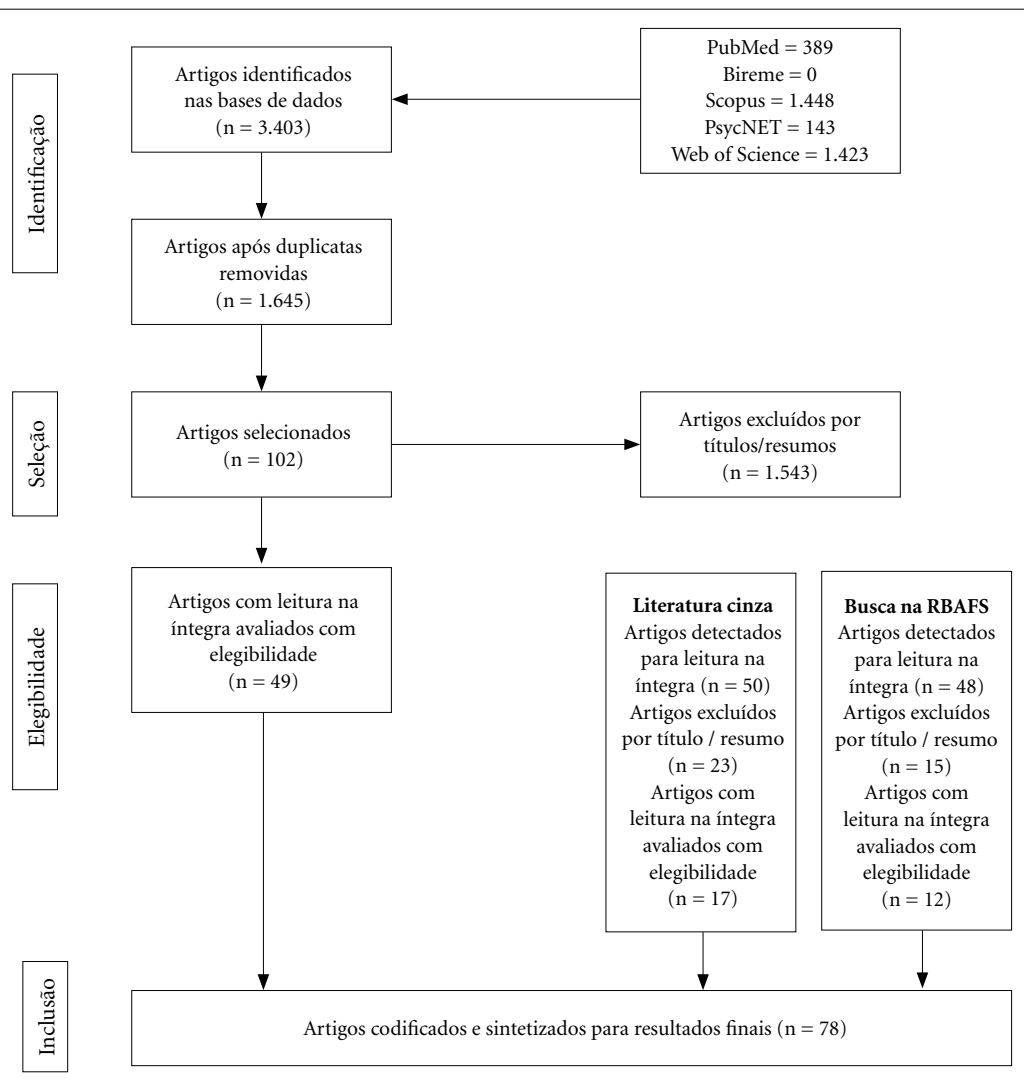 Identificação
Artigos identificados
nas bases de dados
(n = 3.403)
PubMed = 389
Bireme = 0
Scopus = 1.448
PsycNET = 143
Web of Science = 1.423
Artigos após duplicatas
removidas
(n = 1.645)
Seleção
Artigos selecionados
(n = 102)
Artigos excluídos por
títulos/resumos
(n = 1.543)
Elegibilidade
Artigos com leitura na
íntegra avaliados com
elegibilidade
(n = 49)
Literatura cinza
Artigos detectados
para leitura na
íntegra (n = 50)
Artigos excluídos
por título / resumo
(n = 23)
Artigos com
leitura na íntegra
avaliados com
elegibilidade
(n = 17)
Busca na RBAFS
Artigos detectados
para leitura na
íntegra (n = 48)
Artigos excluídos
por título / resumo
(n = 15)
Artigos com
leitura na íntegra
avaliados com
elegibilidade
(n = 12)
Inclusão
Artigos codificados e sintetizados para resultados finais (n = 78)